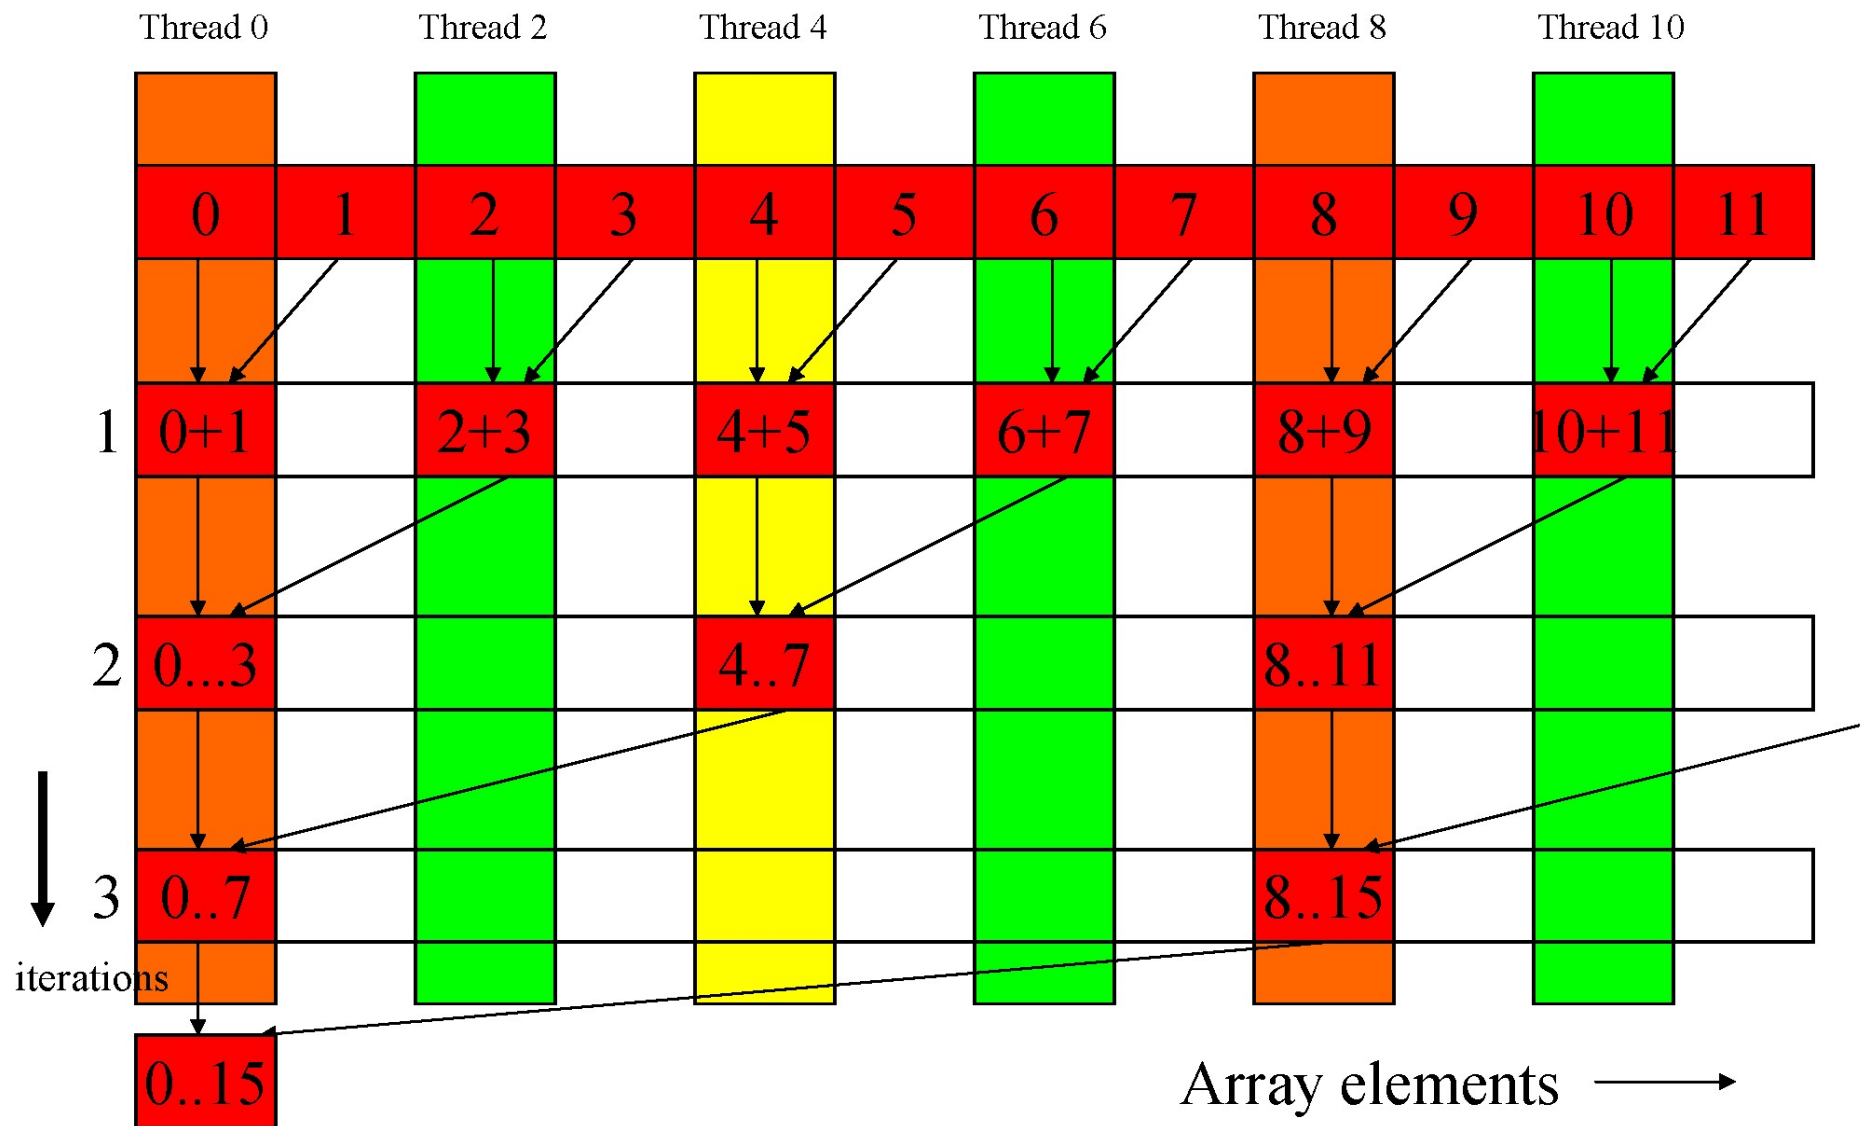 Thread 0 Thread 2 Thread 4 Thread 6 Thread 8 Thread 10
0 1 2 3 4 5 6 7 8 9 10 11
1 0+1 2+3 4+5 6+7 8+9 10+11
2 0...3 4..7 8..11
3 0..7 8..15
iterations
0..15
Array elements